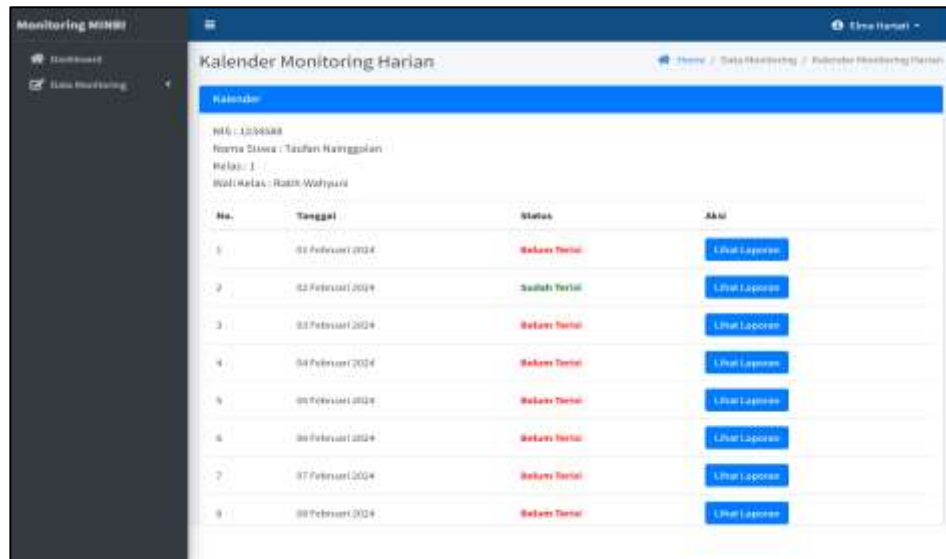 Monitoring MINBI
Elma Hartati
Dashboard
Data Monitoring
Kalender Monitoring Harian
Home / Data Monitoring / Kalender Monitoring Harian
Kalender
NIS :
Nama Siswa : Taufan Nainggolan
Kelas : 1
Wali Kelas : Ratih Wahyuni
No. Tanggal Status Aksi
1 01 Februari 2024 Belum Terisi Lihat Laporan
2 02 Februari 2024 Sudah Terisi Lihat Laporan
3 03 Februari 2024 Belum Terisi Lihat Laporan
4 04 Februari 2024 Belum Terisi Lihat Laporan
5 05 Februari 2024 Belum Terisi Lihat Laporan
6 06 Februari 2024 Belum Terisi Lihat Laporan
7 07 Februari 2024 Belum Terisi Lihat Laporan
8 08 Februari 2024 Belum Terisi Lihat Laporan